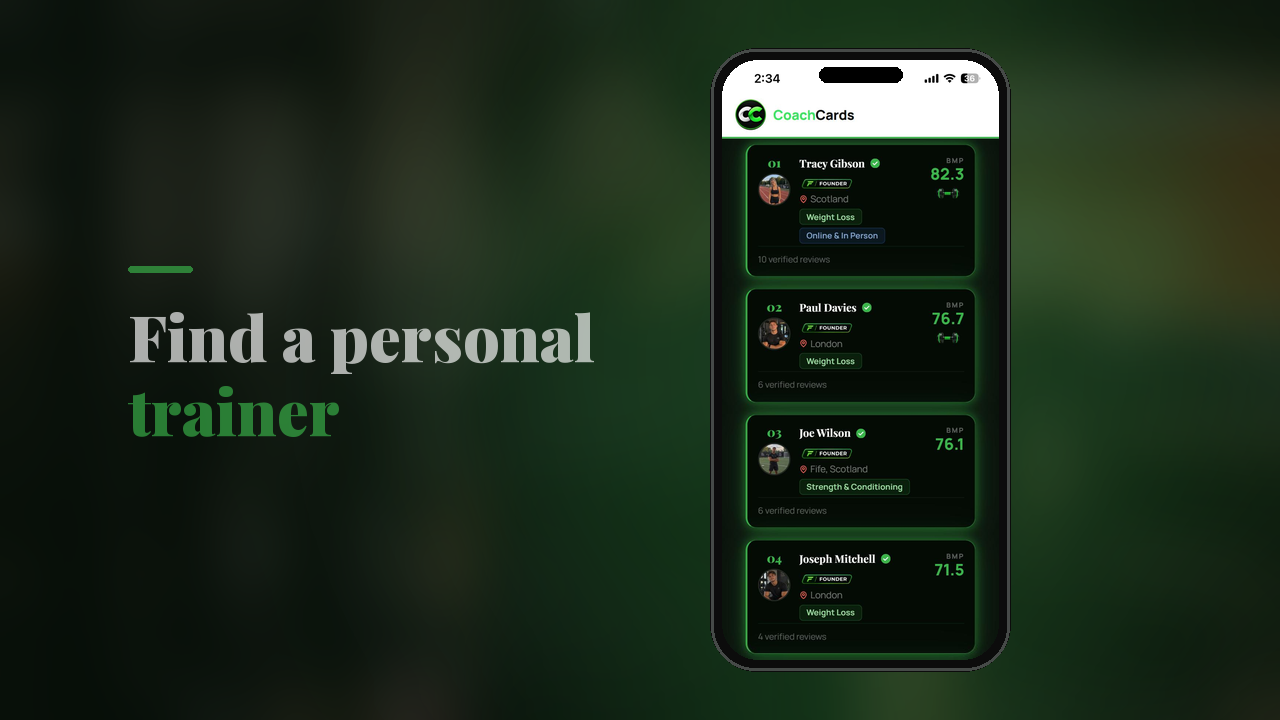 Find a personal
trainer
2:34
36
CC CoachCards
01 Tracy Gibson
FOUNDER
Scotland
Weight Loss
Online & In Person
BMP
82.3
10 verified reviews
02 Paul Davies
FOUNDER
London
Weight Loss
BMP
76.7
6 verified reviews
03 Joe Wilson
FOUNDER
Fife, Scotland
Strength & Conditioning
BMP
76.1
6 verified reviews
04 Joseph Mitchell
FOUNDER
London
Weight Loss
BMP
71.5
4 verified reviews